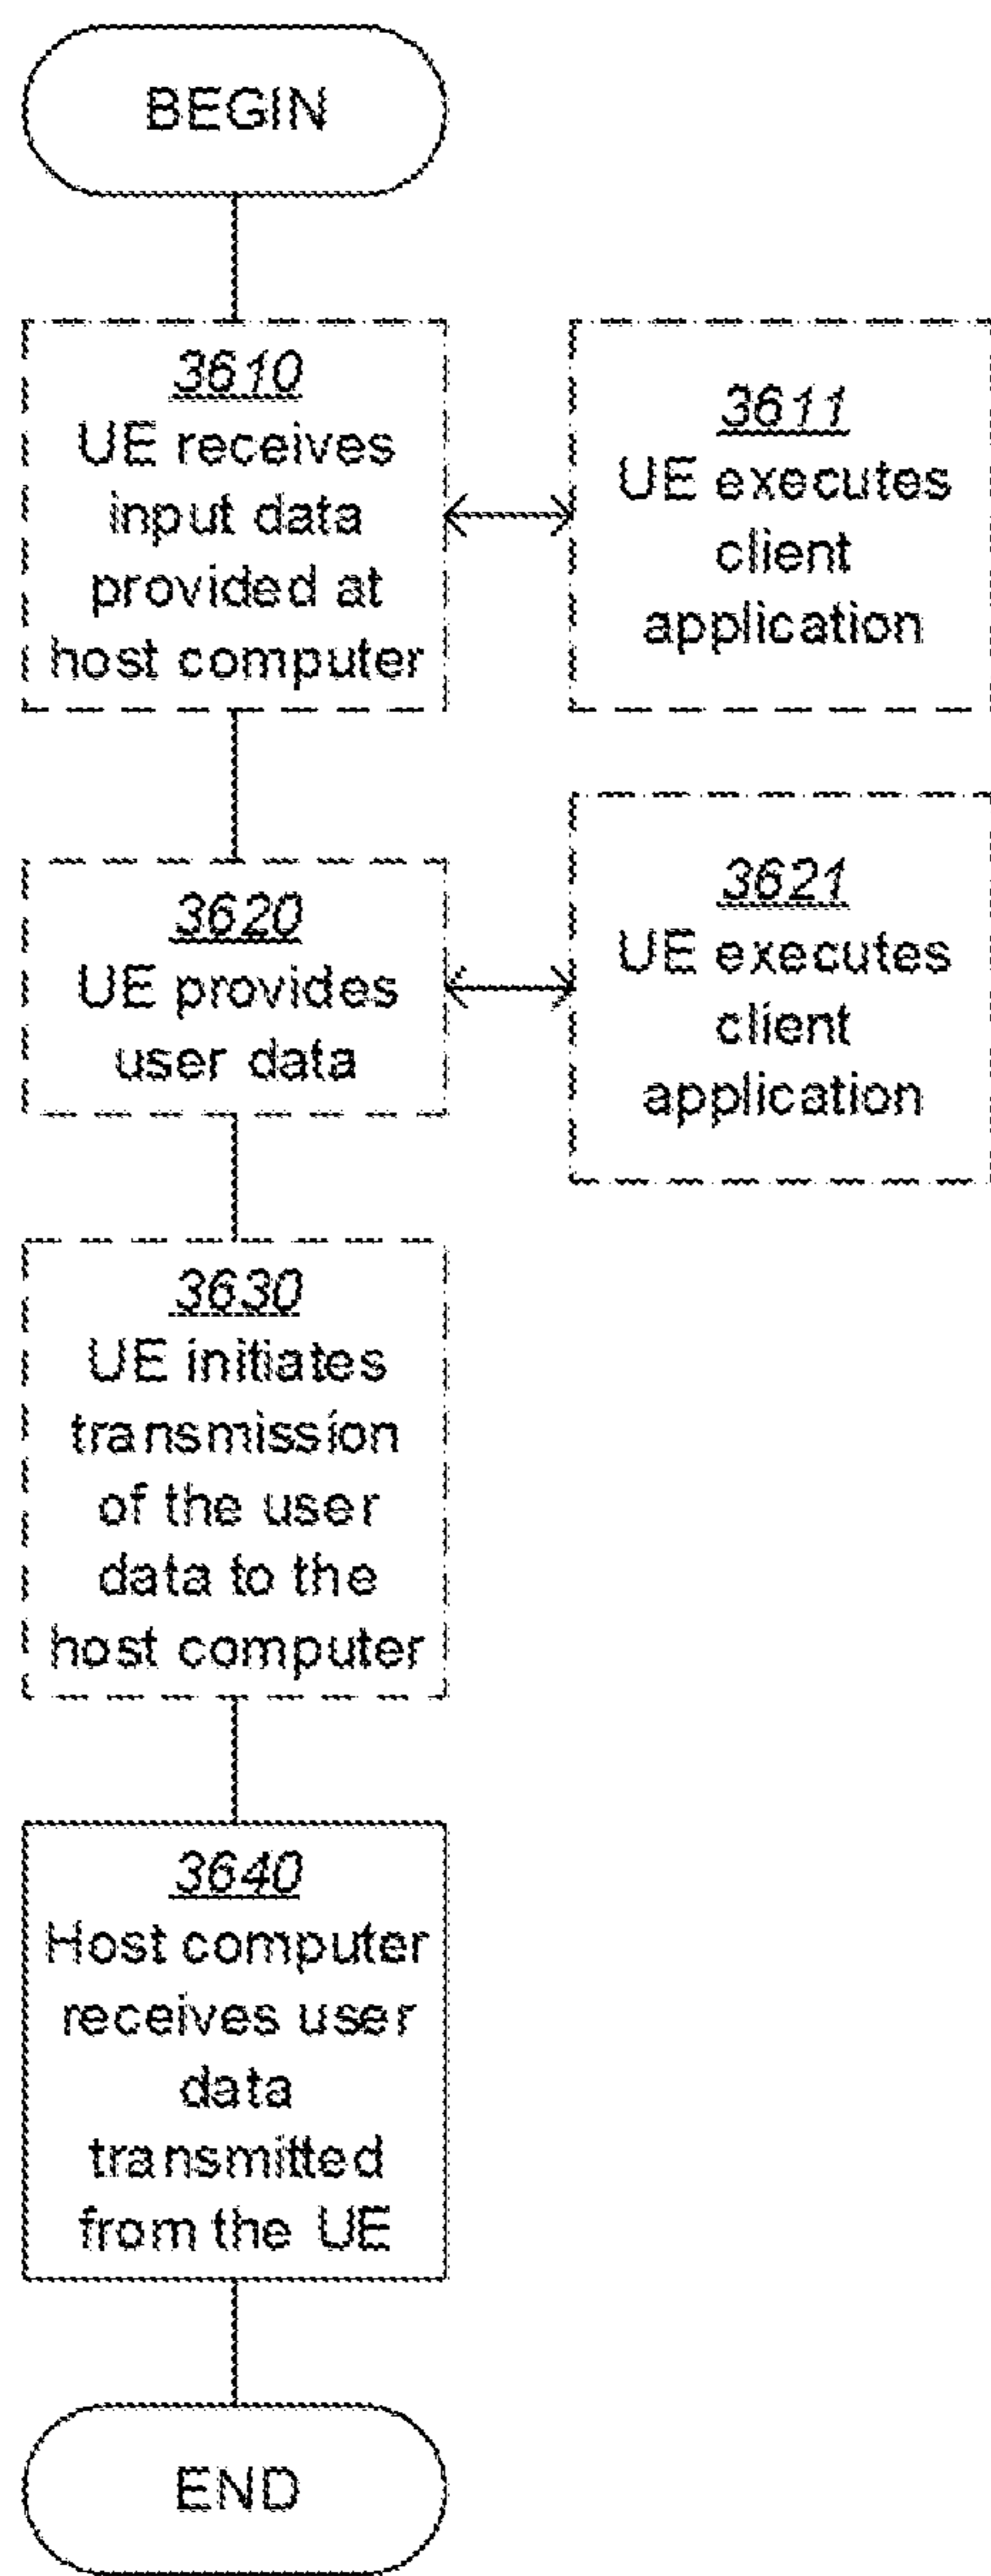 BEGIN
3610
UE receives
input data
provided at
host computer
3611
UE executes
client
application
3620
UE provides
user data
3621
UE executes
client
application
3630
UE initiates
transmission
of the user
data to the
host computer
3640
Host computer
receives user
data
transmitted
from the UE
END